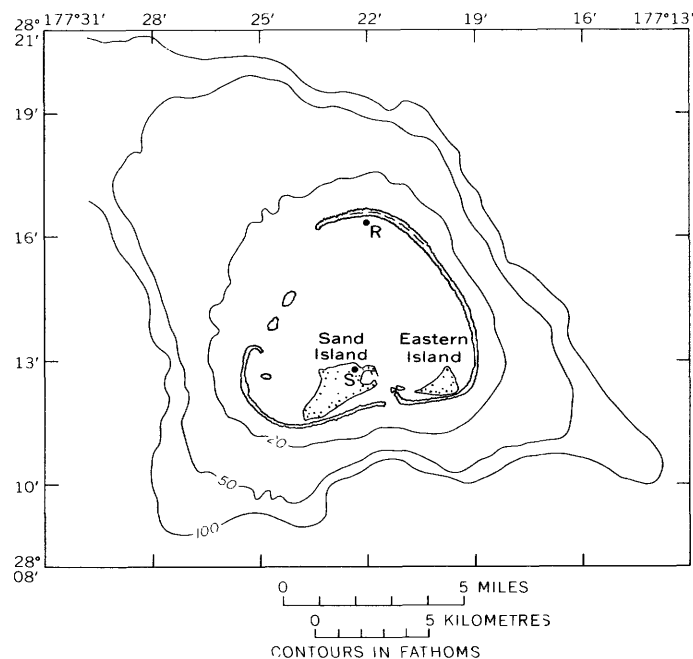 28° 177°31′ 28′ 25′ 22′ 19′ 16′ 177°13′
21′
19′
16′
R
Sand
Island
Eastern
Island
13′
S
20
10′
50
100
28°
08′
0 5 MILES
0 5 KILOMETRES
CONTOURS IN FATHOMS